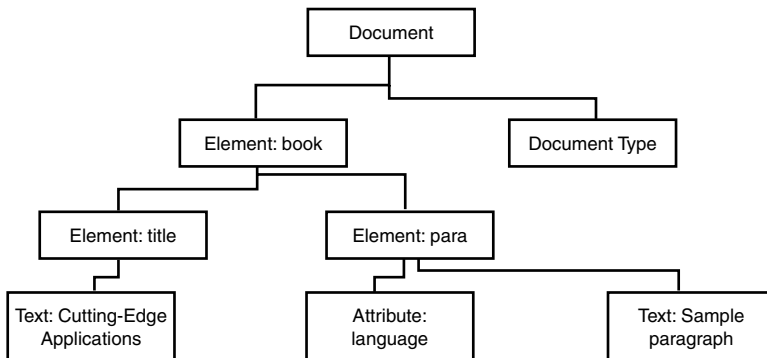 Document
Element: book
Document Type
Element: title
Element: para
Text: Cutting-Edge
Applications
Attribute:
language
Text: Sample
paragraph